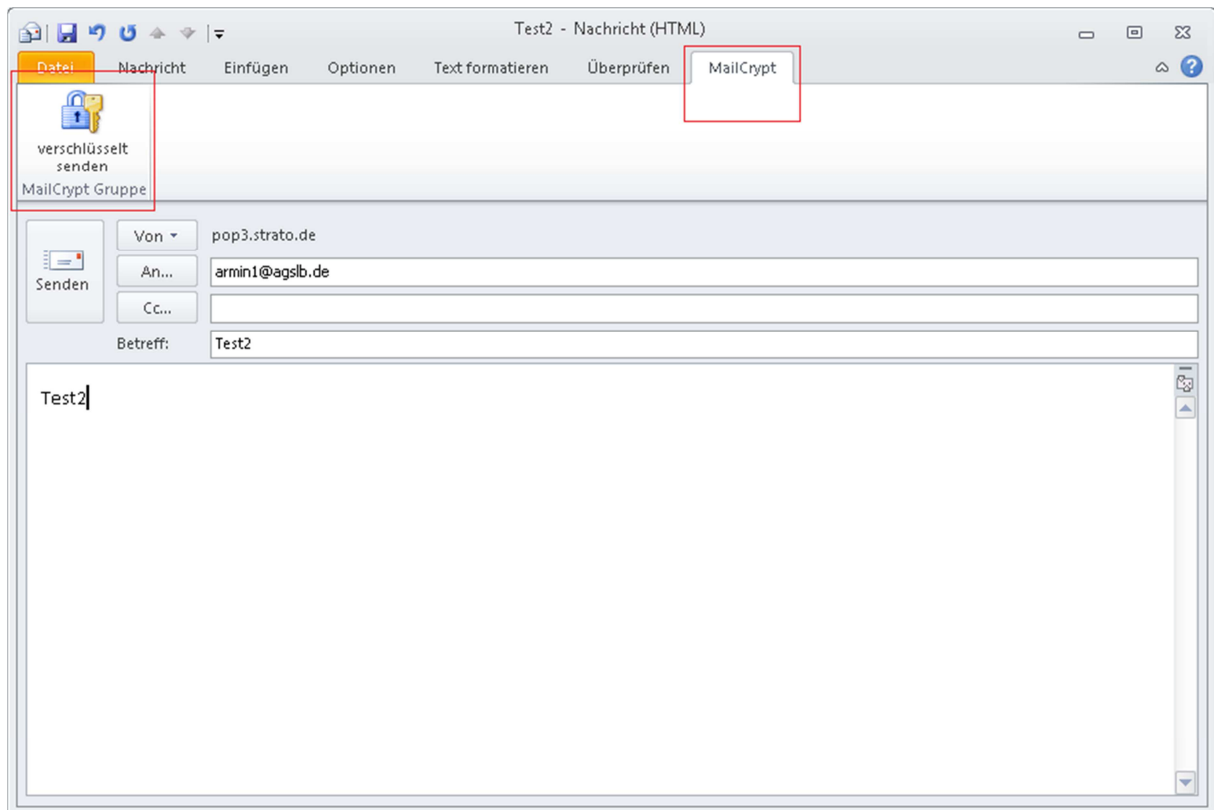 Test2 - Nachricht (HTML)
Datei Nachricht Einfügen Optionen Text formatieren Überprüfen MailCrypt
verschlüsselt
senden
MailCrypt Gruppe
Von pop3.strato.de
An... armin1@agslb.de
Senden
Cc...
Betreff: Test2
Test2